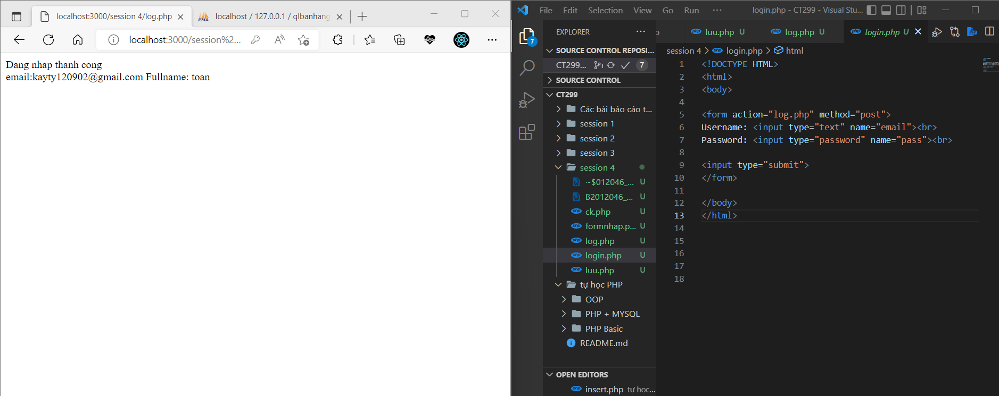 localhost:3000/session 4/log.php
localhost / 127.0.0.1 / qlbanhang
localhost:3000/session%2...
Dang nhap thanh cong
email:kayty120902@gmail.com Fullname: toan
File Edit Selection View Go Run ··· login.php - CT299 - Visual Stu...
7
EXPLORER ···
SOURCE CONTROL REPOSI...
CT299... 7
SOURCE CONTROL
CT299
Các bài báo cáo t...
session 1
session 2
session 3
session 4
~$012046_... U
B2012046_... U
ck.php U
formnhap.p... U
log.php U
login.php U
luu.php U
tự học PHP
OOP
PHP + MYSQL
PHP Basic
README.md
OPEN EDITORS
insert.php tự học...
luu.php U log.php U login.php U
session 4 > login.php > html
1 <!DOCTYPE HTML>
2 <html>
3 <body>
4
5 <form action="log.php" method="post">
6 Username: <input type="text" name="email"><br>
7 Password: <input type="password" name="pass"><br>
8
9 <input type="submit">
10 </form>
11
12 </body>
13 </html>
14
15
16
17
18